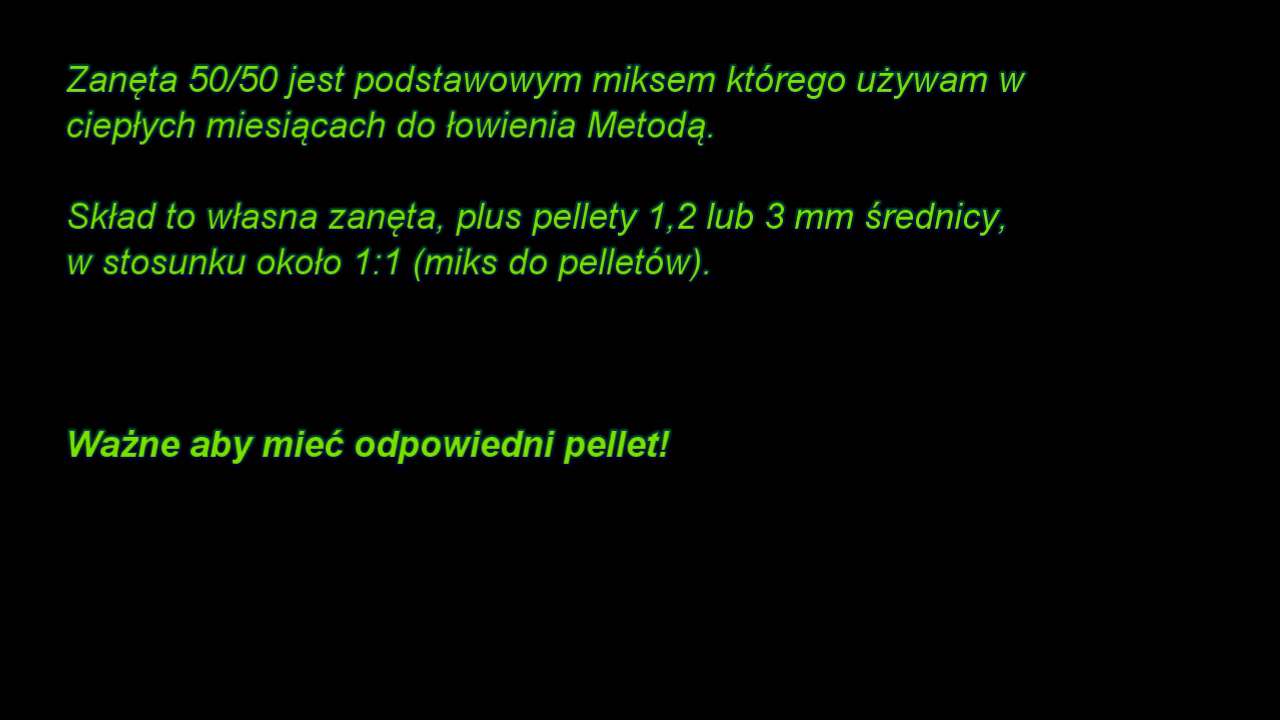 Zanęta 50/50 jest podstawowym miksem którego używam w
ciepłych miesiącach do łowienia Metodą.
Skład to własna zanęta, plus pellety 1,2 lub 3 mm średnicy,
w stosunku około 1:1 (miks do pelletów).
Ważne aby mieć odpowiedni pellet!